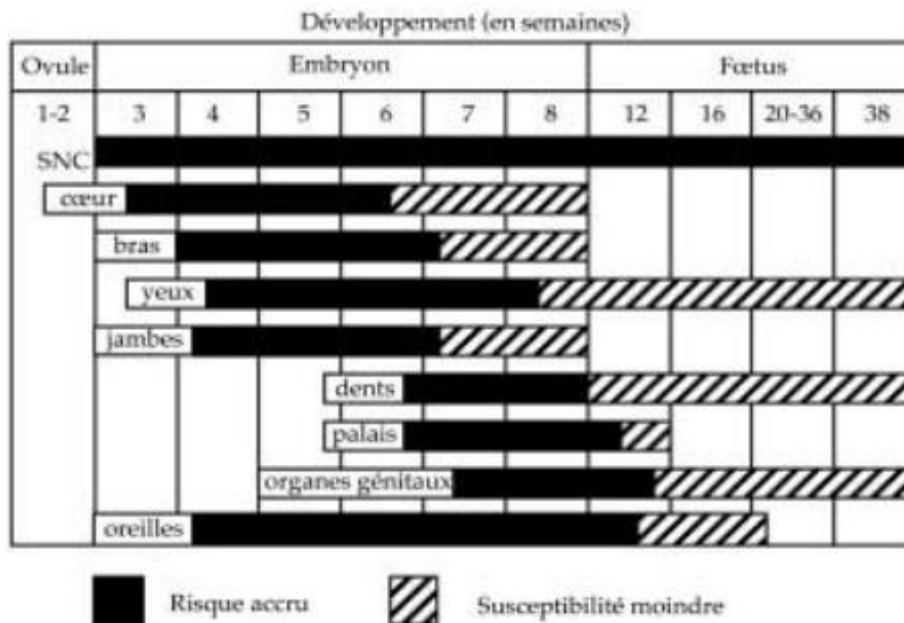 Développement (en semaines)
Ovule Embryon Fœtus
1-2 3 4 5 6 7 8 12 16 20-36 38
SNC
cœur
bras
yeux
jambes
dents
palais
organes génitaux
oreilles
Risque accru Susceptibilité moindre